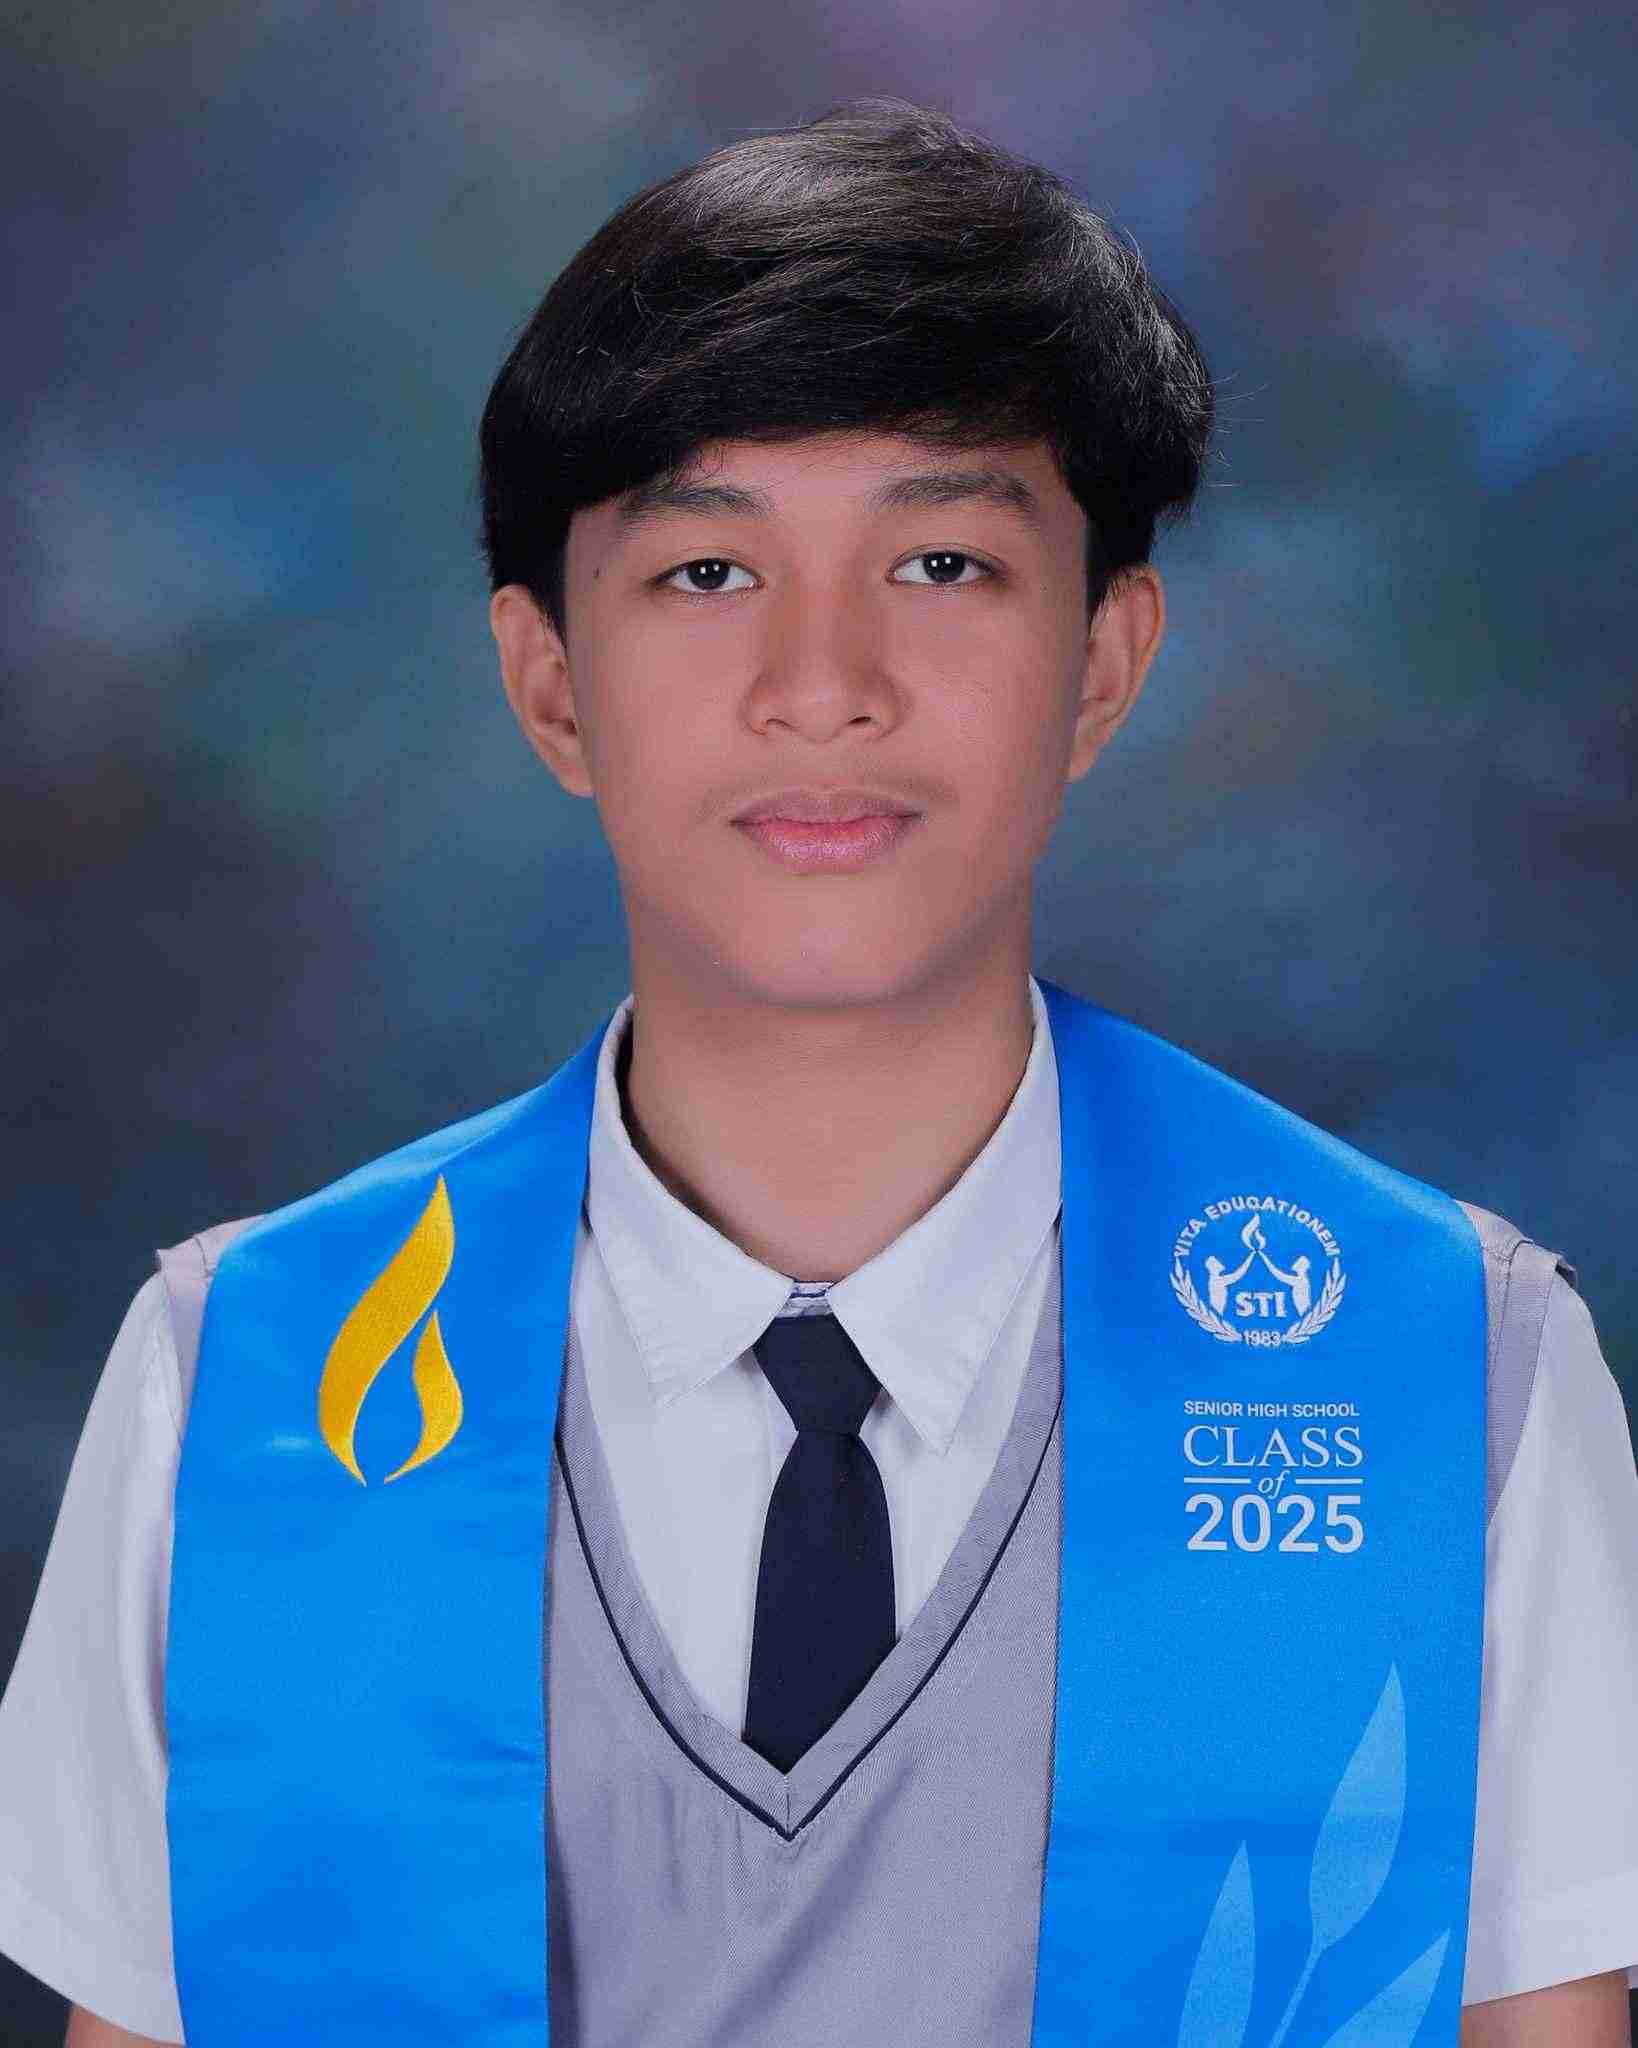 VITA EDUCATIONEM
STI
1983
SENIOR HIGH SCHOOL
CLASS
of
2025